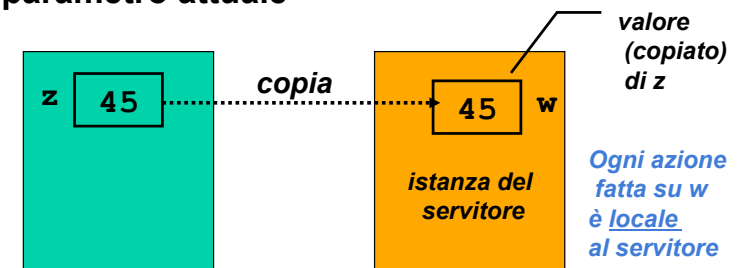 parametro attuale
valore
(copiato)
di z
z 45
copia
45 w
istanza del
servitore
Ogni azione
fatta su w
è locale
al servitore